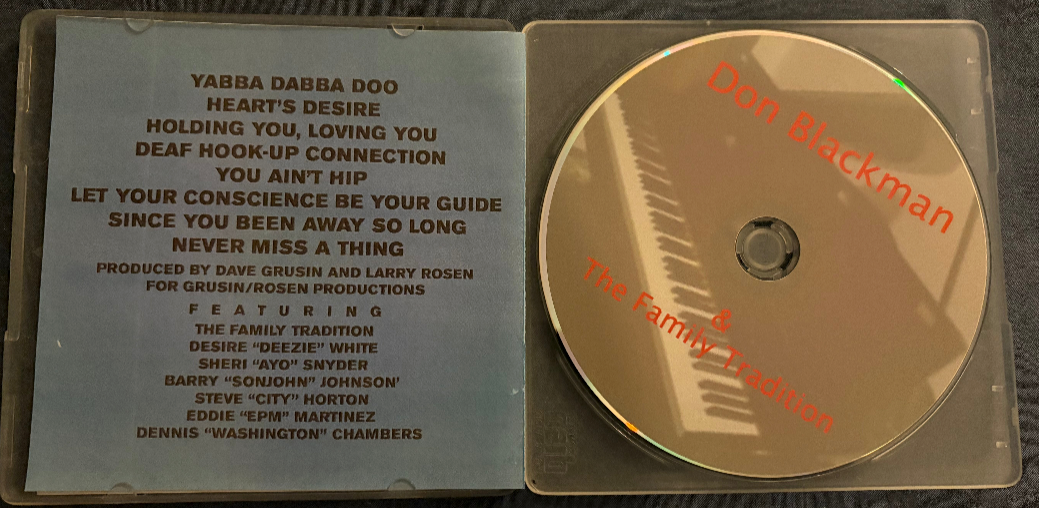 YABBA DABBA DOO
HEART'S DESIRE
HOLDING YOU, LOVING YOU
DEAF HOOK-UP CONNECTION
YOU AIN'T HIP
LET YOUR CONSCIENCE BE YOUR GUIDE
SINCE YOU BEEN AWAY SO LONG
NEVER MISS A THING
PRODUCED BY DAVE GRUSIN AND LARRY ROSEN
FOR GRUSIN/ROSEN PRODUCTIONS
FEATURING
THE FAMILY TRADITION
DESIRE "DEEZIE" WHITE
SHERI "AYO" SNYDER
BARRY "SONJOHN" JOHNSON'
STEVE "CITY" HORTON
EDDIE "EPM" MARTINEZ
DENNIS "WASHINGTON" CHAMBERS
Don Blackman
&
The Family Tradition